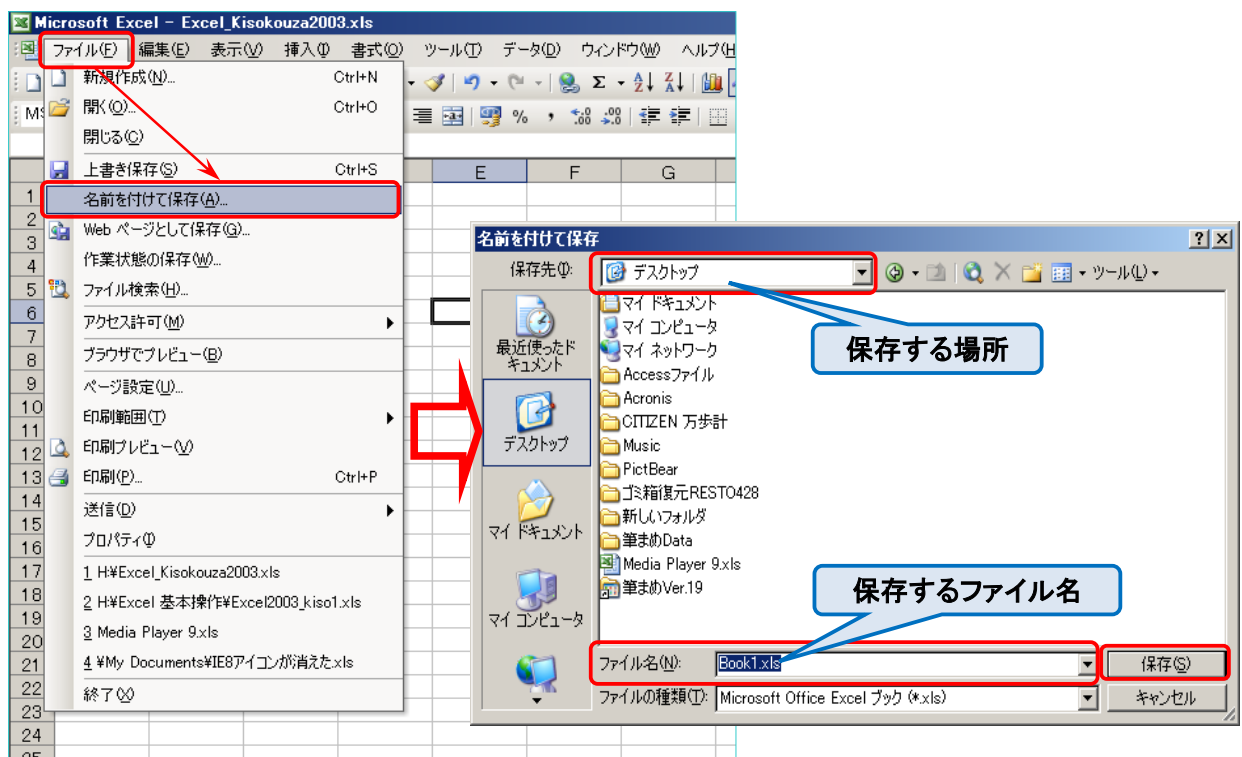 Microsoft Excel - Excel_Kisokouza2003.xls
ファイル(F) 編集(E) 表示(V) 挿入(I) 書式(O) ツール(T) データ(D) ウィンドウ(W) ヘルプ(H
新規作成(N)... Ctrl+N
開く(O)... Ctrl+O
閉じる(C)
上書き保存(S) Ctrl+S
名前を付けて保存(A)...
Web ページとして保存(G)...
作業状態の保存(W)...
ファイル検索(H)...
アクセス許可(M)
ブラウザでプレビュー(B)
ページ設定(U)...
印刷範囲(T)
印刷プレビュー(V)
印刷(P)... Ctrl+P
送信(D)
プロパティ(I)
1 H:¥Excel_Kisokouza2003.xls
2 H:¥Excel 基本操作¥Excel2003_kiso1.xls
3 Media Player 9.xls
4 ¥My Documents¥IE8アイコンが消えた.xls
終了(X)
MS
E F G
1
2
3
4
5
6
7
8
9
10
11
12
13
14
15
16
17
18
19
20
21
22
23
24
25
名前を付けて保存
保存先(I): デスクトップ ツール(L)
最近使ったド
キュメント
デスクトップ
マイ ドキュメント
マイ コンピュータ
マイ ドキュメント
マイ コンピュータ
マイ ネットワーク
Accessファイル
Acronis
CITIZEN 万歩計
Music
PictBear
ゴミ箱復元RESTO428
新しいフォルダ
筆まめData
Media Player 9.xls
筆まめVer.19
保存する場所
保存するファイル名
ファイル名(N): Book1.xls 保存(S)
ファイルの種類(T): Microsoft Office Excel ブック (*.xls) キャンセル